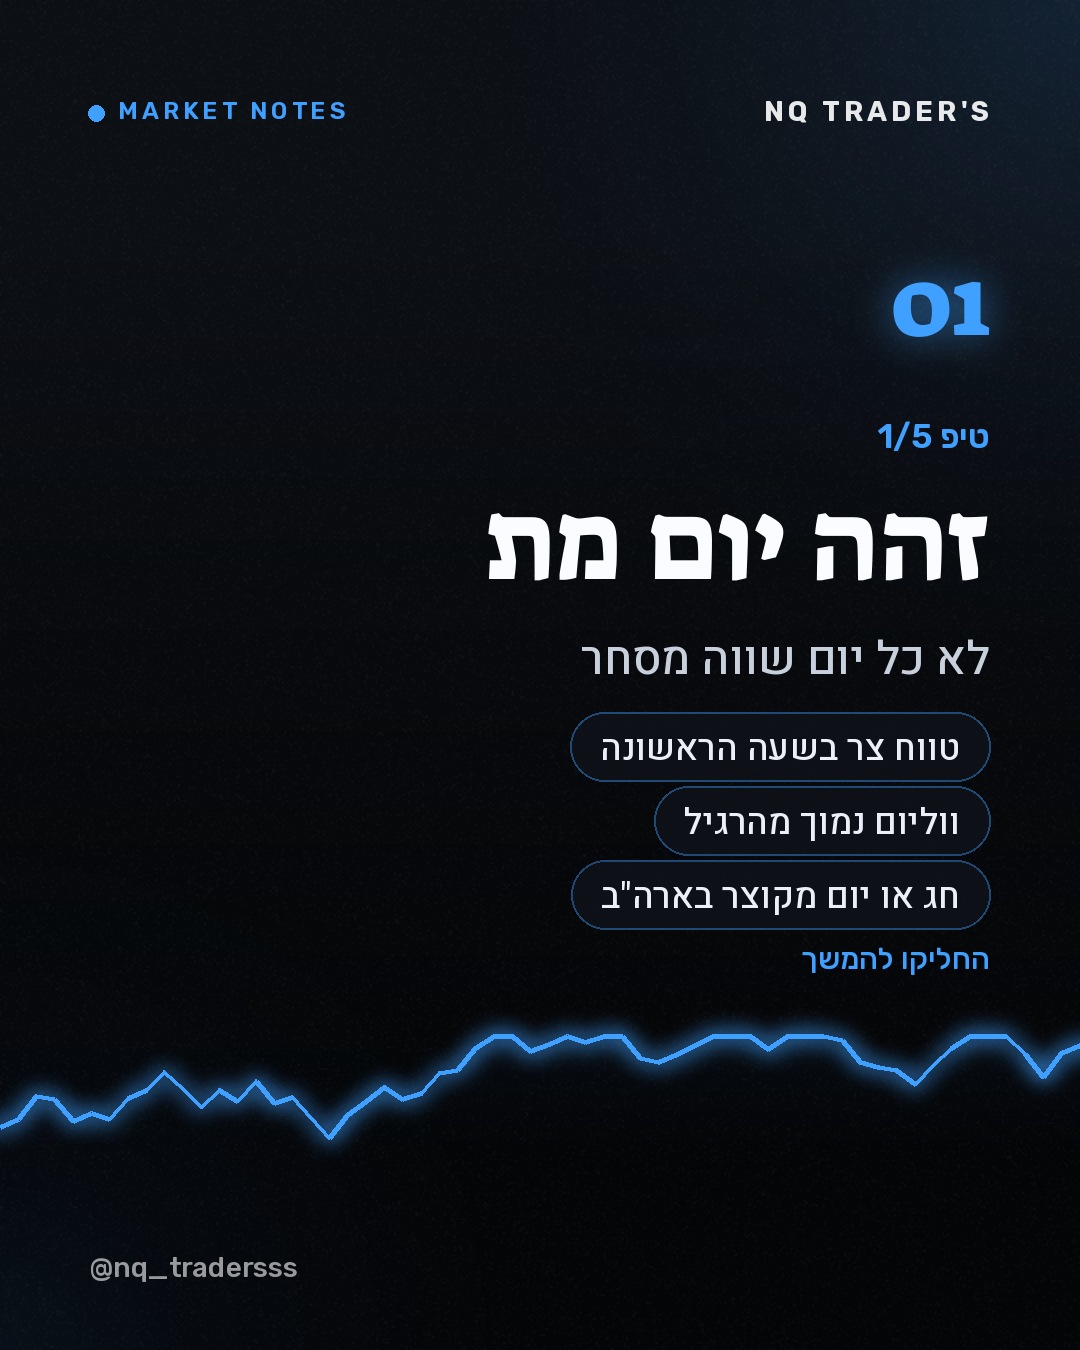 MARKET NOTES
NQ TRADER'S
01
טיפ 1/5
זהה יום מת
לא כל יום שווה מסחר
טווח צר בשעה הראשונה
ווליום נמוך מהרגיל
חג או יום מקוצר בארה"ב
החליקו להמשך
@nq_tradersss